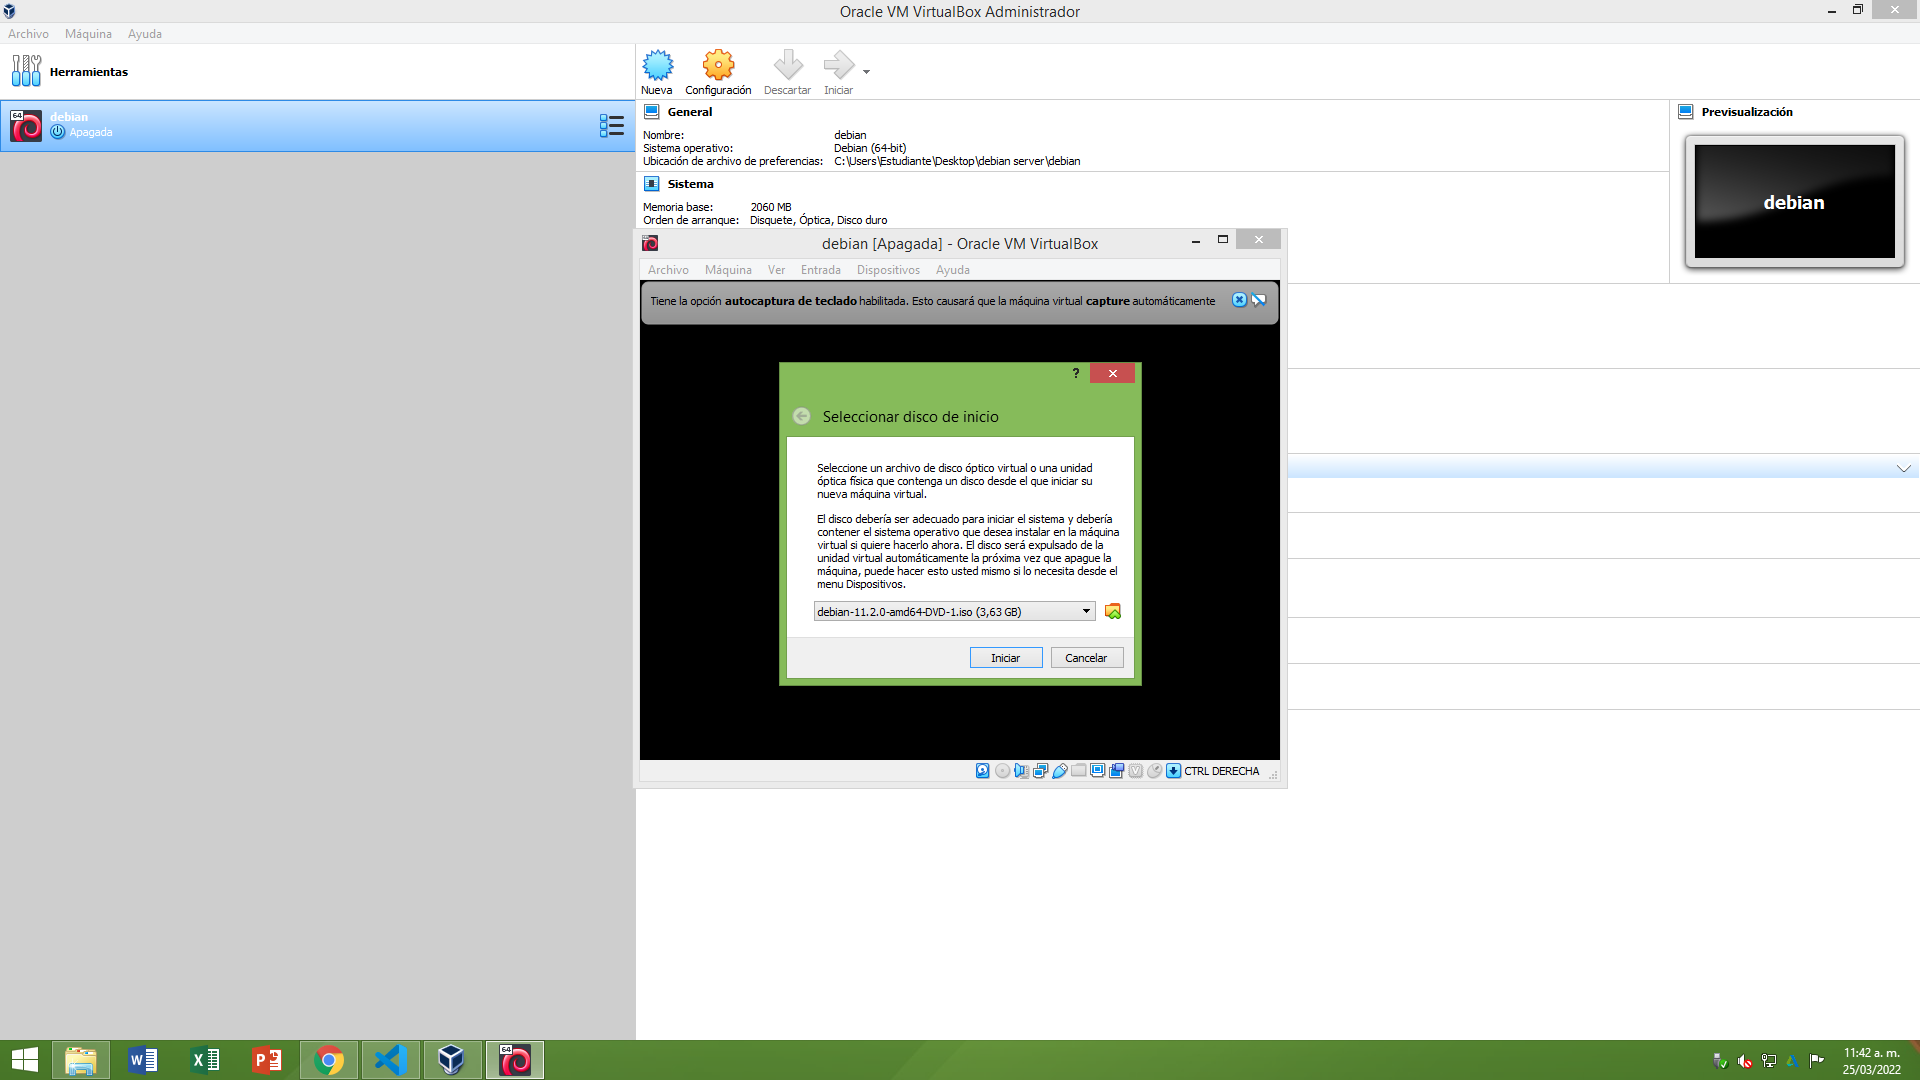 Oracle VM VirtualBox Administrador
Archivo Máquina Ayuda
Herramientas
Nueva Configuración Descartar Iniciar
64
debian
Apagada
General
Nombre: debian
Sistema operativo: Debian (64-bit)
Ubicación de archivo de preferencias: C:\Users\Estudiante\Desktop\debian server\debian
Sistema
Memoria base: 2060 MB
Orden de arranque: Disquete, Óptica, Disco duro
Previsualización
debian
debian [Apagada] - Oracle VM VirtualBox
Archivo Máquina Ver Entrada Dispositivos Ayuda
Tiene la opción autocaptura de teclado habilitada. Esto causará que la máquina virtual capture automáticamente
?
Seleccionar disco de inicio
Seleccione un archivo de disco óptico virtual o una unidad
óptica física que contenga un disco desde el que iniciar su
nueva máquina virtual.
El disco debería ser adecuado para iniciar el sistema y debería
contener el sistema operativo que desea instalar en la máquina
virtual si quiere hacerlo ahora. El disco será expulsado de la
unidad virtual automáticamente la próxima vez que apague la
máquina, puede hacer esto usted mismo si lo necesita desde el
menu Dispositivos.
debian-11.2.0-amd64-DVD-1.iso (3,63 GB)
Iniciar Cancelar
CTRL DERECHA
64
11:42 a. m.
25/03/2022